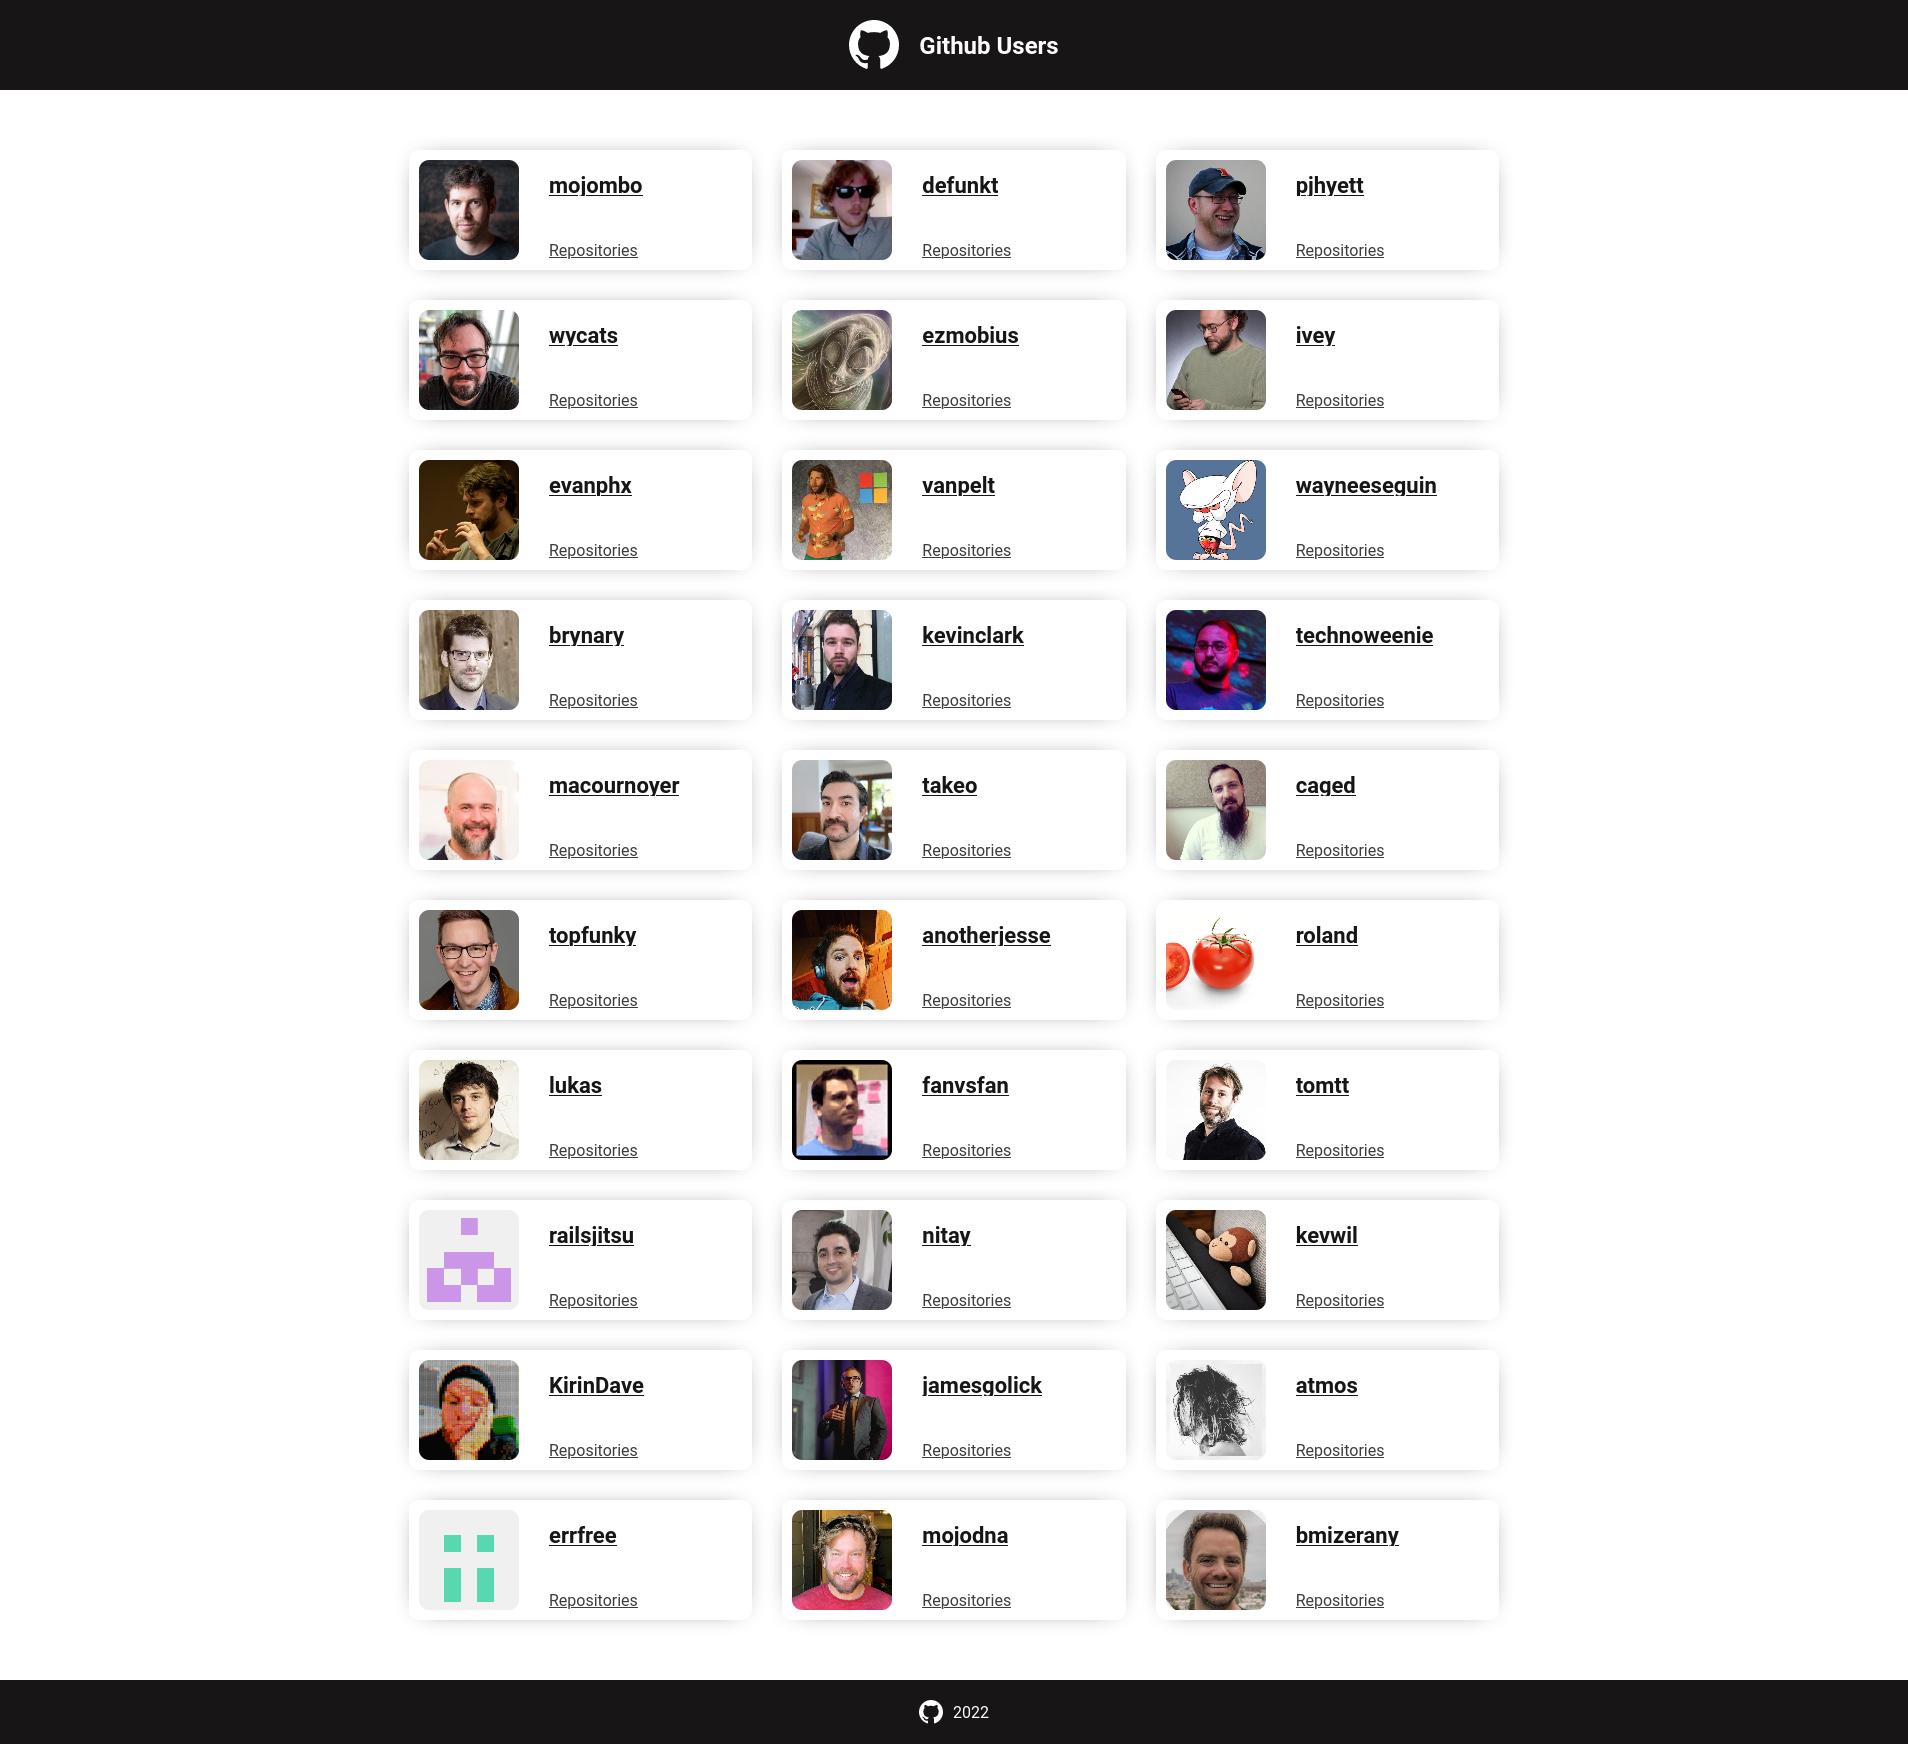 Github Users
mojombo
Repositories
defunkt
Repositories
pjhyett
Repositories
wycats
Repositories
ezmobius
Repositories
ivey
Repositories
evanphx
Repositories
vanpelt
Repositories
wayneeseguin
Repositories
brynary
Repositories
kevinclark
Repositories
technoweenie
Repositories
macournoyer
Repositories
takeo
Repositories
caged
Repositories
topfunky
Repositories
anotherjesse
Repositories
roland
Repositories
lukas
Repositories
fanvsfan
Repositories
tomtt
Repositories
railsjitsu
Repositories
nitay
Repositories
kevwil
Repositories
KirinDave
Repositories
jamesgolick
Repositories
atmos
Repositories
errfree
Repositories
mojodna
Repositories
bmizerany
Repositories
2022